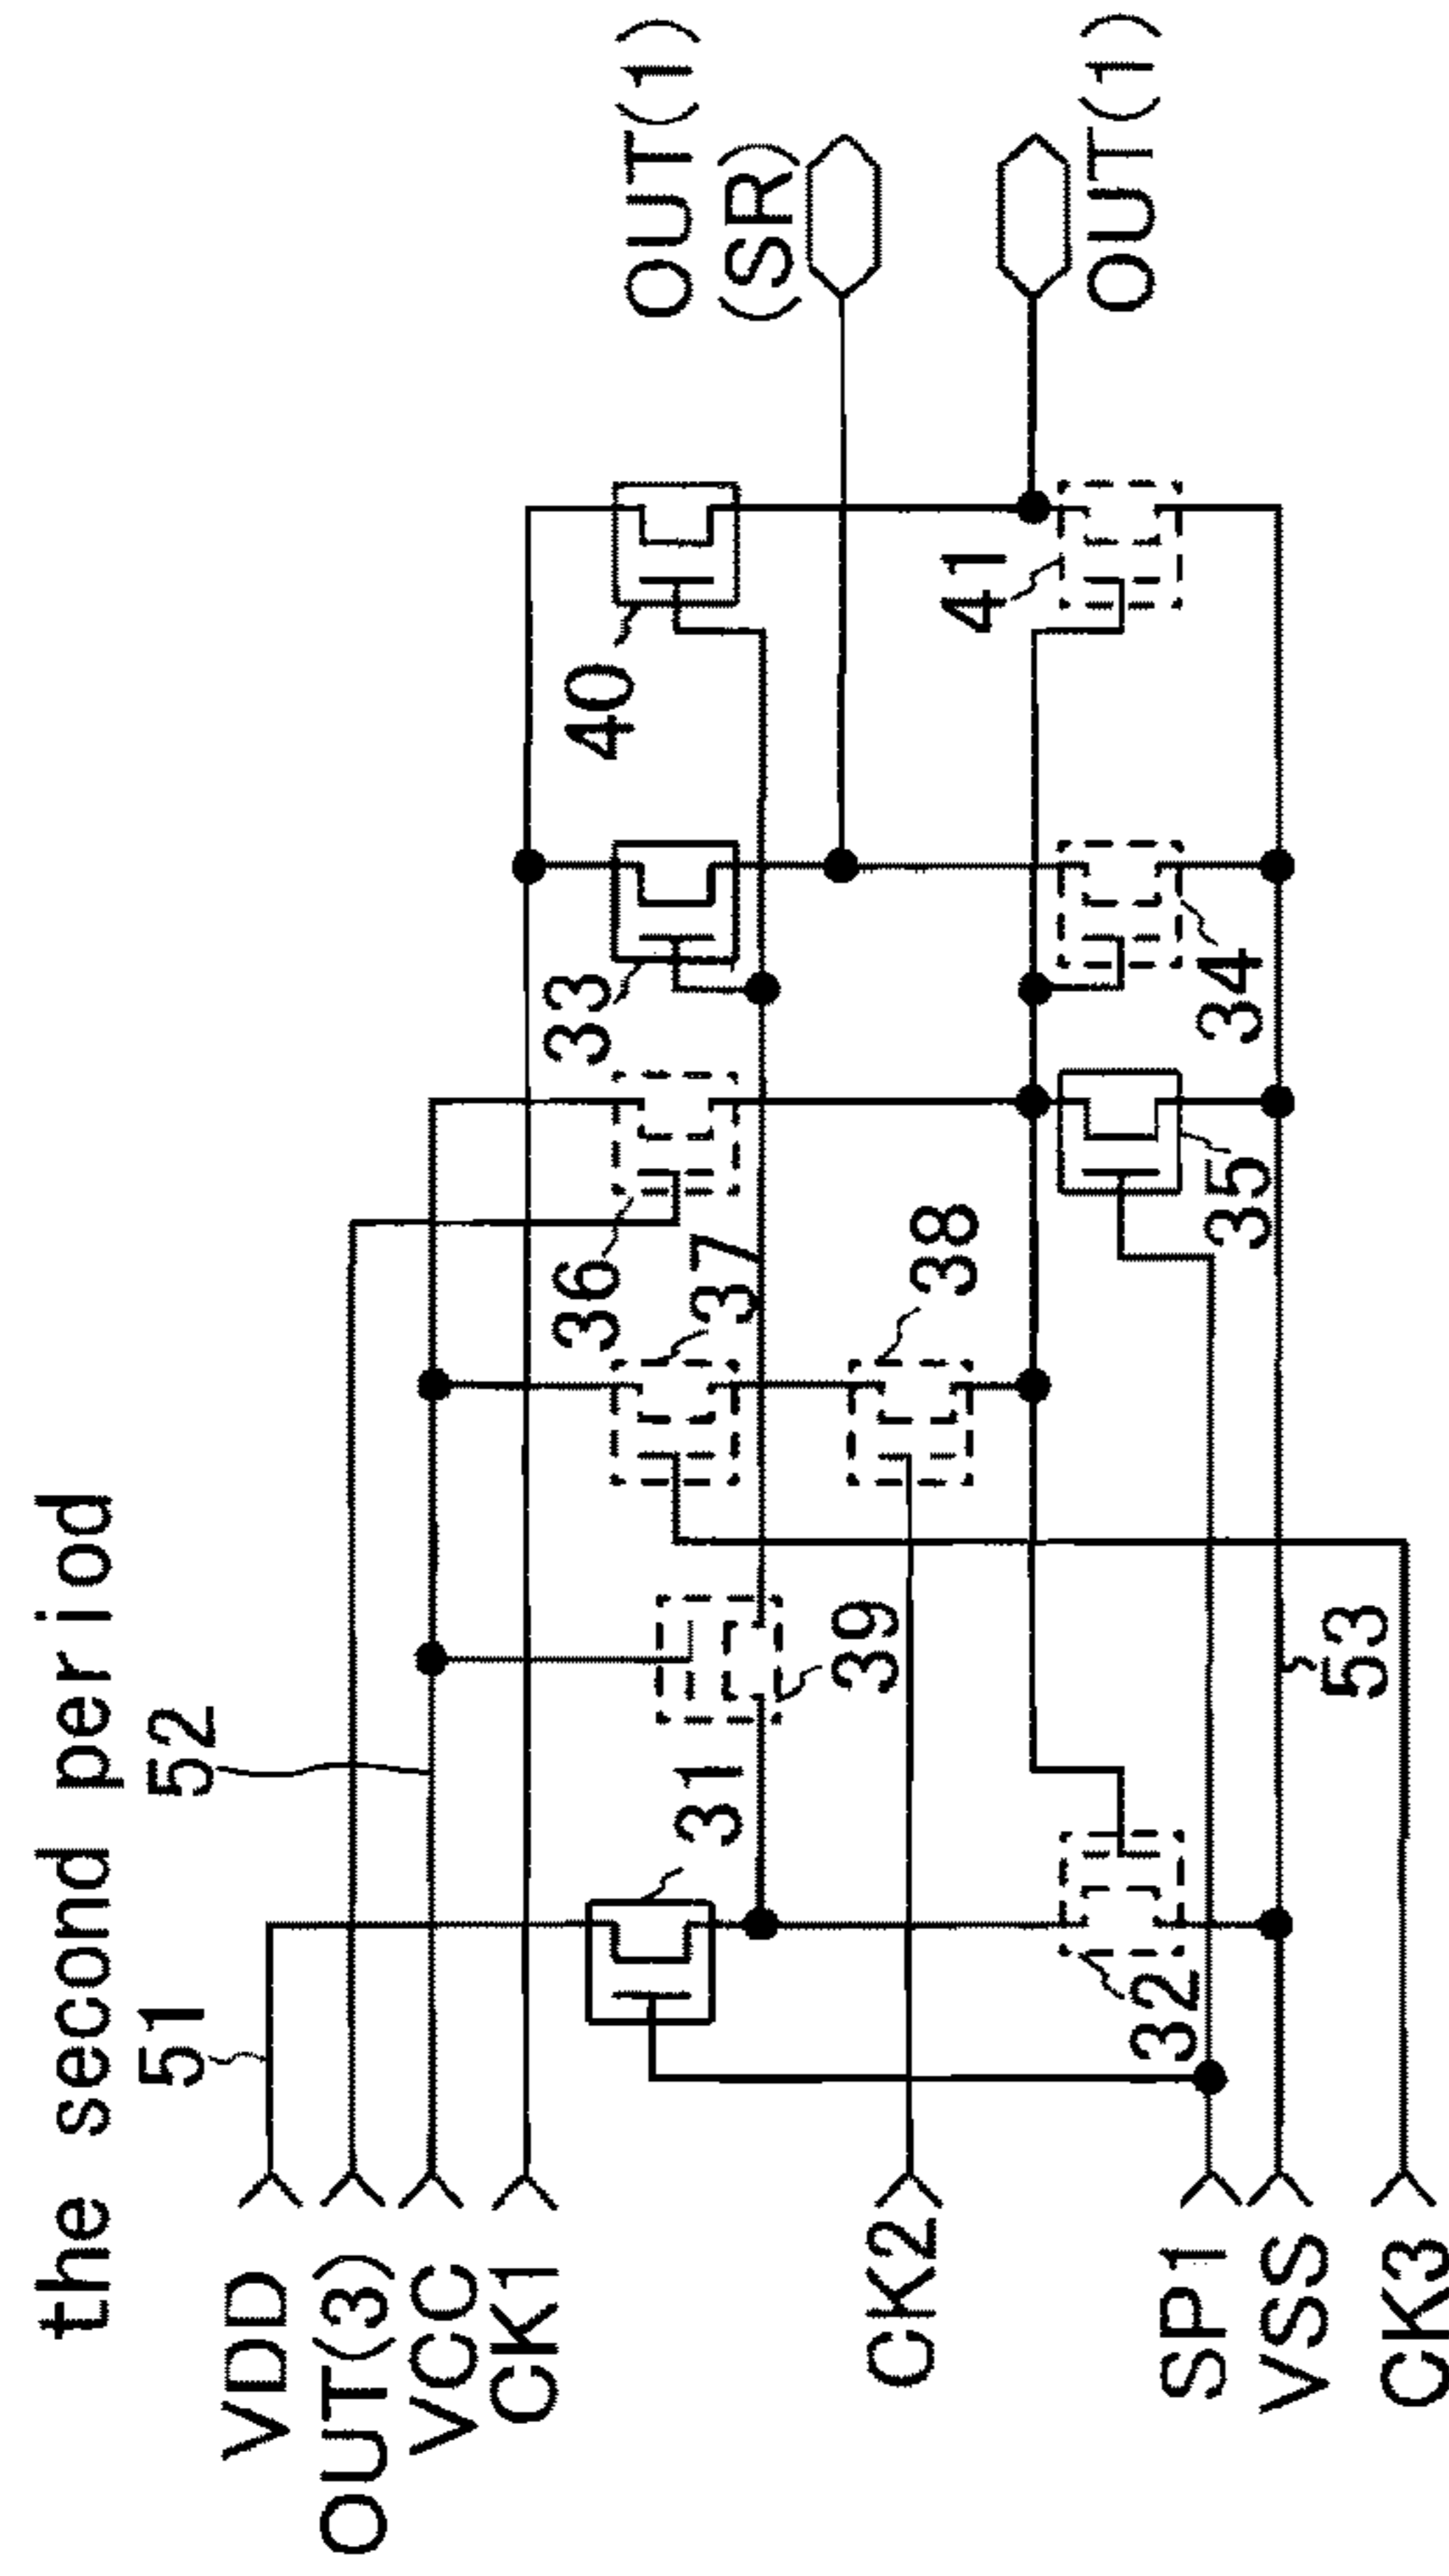 the second period
51
52
VDD
OUT(3)
VCC
CK1
CK2
SP1
VSS
CK3
31
32
39
53
37
38
36
35
33
34
40
41
OUT(1)
(SR)
OUT(1)